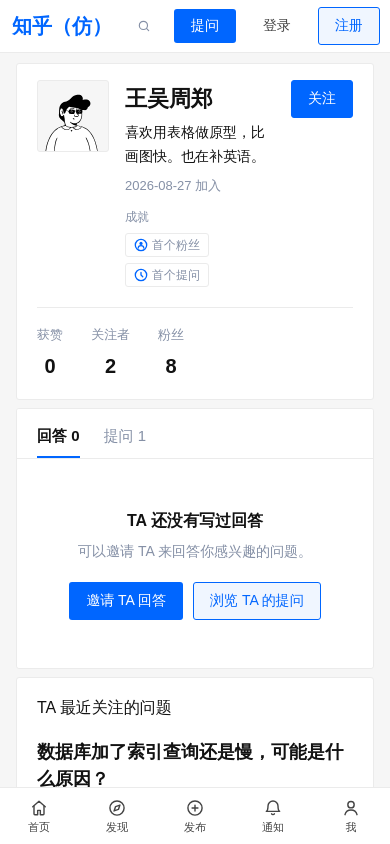 知乎（仿） 提问 登录 注册
王吴周郑 关注
喜欢用表格做原型，比
画图快。也在补英语。
2026-08-27 加入
成就
首个粉丝
首个提问
获赞 关注者 粉丝
0 2 8
回答 0 提问 1
TA 还没有写过回答
可以邀请 TA 来回答你感兴趣的问题。
邀请 TA 回答 浏览 TA 的提问
TA 最近关注的问题
数据库加了索引查询还是慢，可能是什
么原因？
首页 发现 发布 通知 我